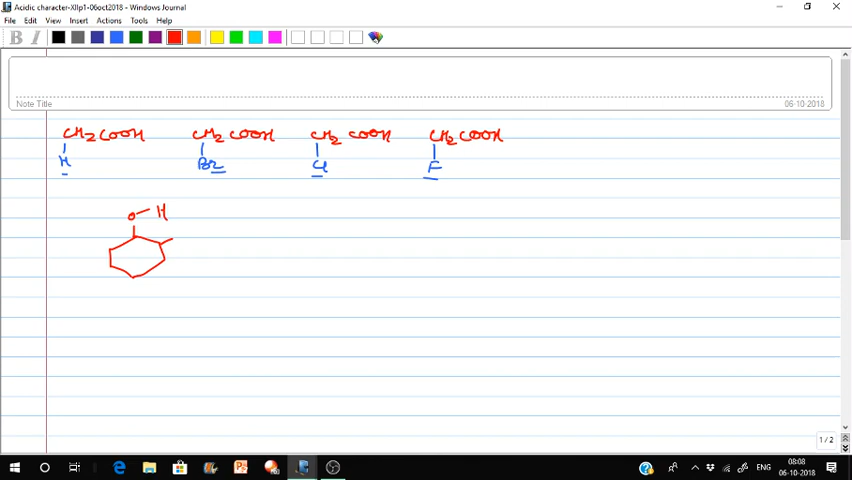 Acidic character-XIIp1-06oct2018 - Windows Journal
File Edit View Insert Actions Tools Help
B I
Note Title
06-10-2018
CH2COOH CH2COOH CH2COOH CH2COOH
H Br Cl F
O-H
1 / 2
ENG 08:08
06-10-2018